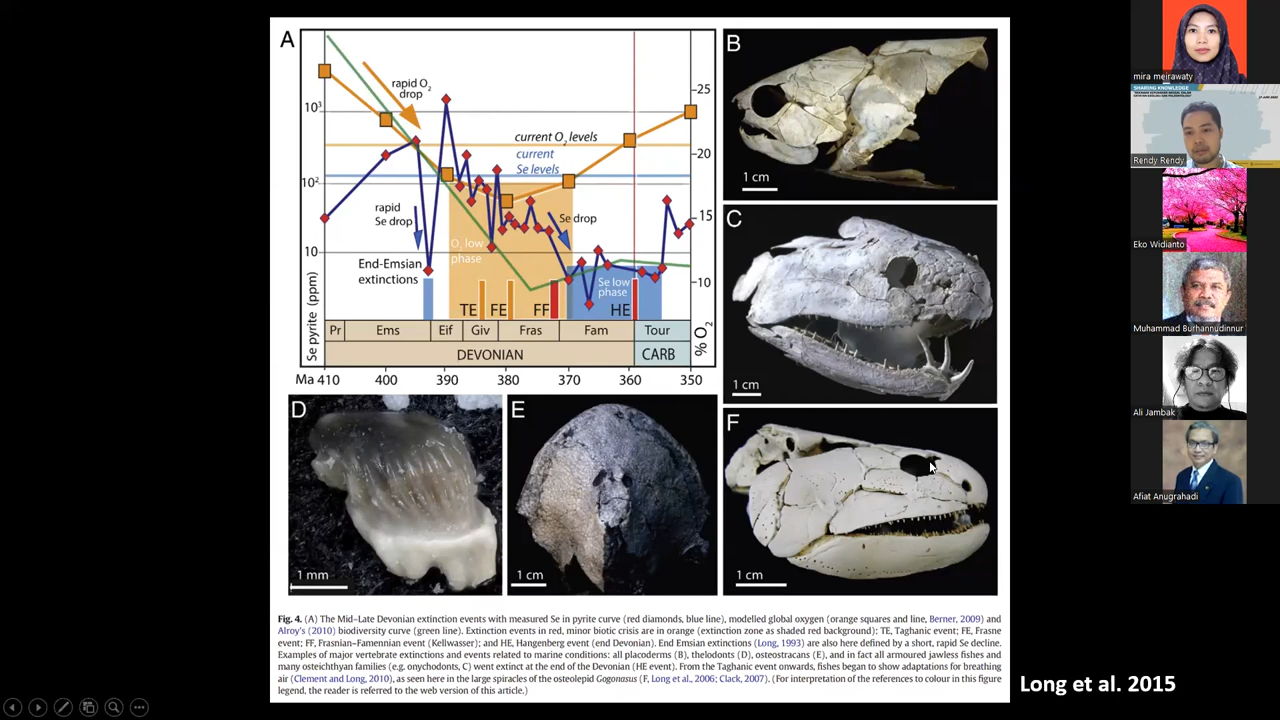 A
rapid O2
drop
25
10³
current O2 levels
current
Se levels
20
10²
rapid
Se drop
Se drop
15
O2 low
phase
10
End-Emsian
extinctions
Se low
phase
10
TE
FE
FF
HE
Se pyrite (ppm)
% O2
Pr
Ems
Eif
Giv
Fras
Fam
Tour
DEVONIAN
CARB
Ma 410
400
390
380
370
360
350
B
1 cm
C
1 cm
D
1 mm
E
1 cm
F
1 cm
Fig. 4. (A) The Mid–Late Devonian extinction events with measured Se in pyrite curve (red diamonds, blue line), modelled global oxygen (orange squares and line, Berner, 2009) and
Alroy's (2010) biodiversity curve (green line). Extinction events in red, minor biotic crisis are in orange (extinction zone as shaded red background): TE, Taghanic event; FE, Frasne
event; FF, Frasnian–Famennian event (Kellwasser); and HE, Hangenberg event (end Devonian). End Emsian extinctions (Long, 1993) are also here defined by a short, rapid Se decline.
Examples of major vertebrate extinctions and events related to marine conditions: all placoderms (B), thelodonts (D), osteostracans (E), and in fact all armoured jawless fishes and
many osteichthyan families (e.g. onychodonts, C) went extinct at the end of the Devonian (HE event). From the Taghanic event onwards, fishes began to show adaptations for breathing
air (Clement and Long, 2010), as seen here in the large spiracles of the osteolepid Gogonasus (F, Long et al., 2006; Clack, 2007). (For interpretation of the references to colour in this figure
legend, the reader is referred to the web version of this article.)
Long et al. 2015
mira meirawaty
SHARING KNOWLEDGE
Rendy Rendy
Eko Widianto
Muhammad Burhannudinnur
Ali Jambak
Afiat Anugrahadi